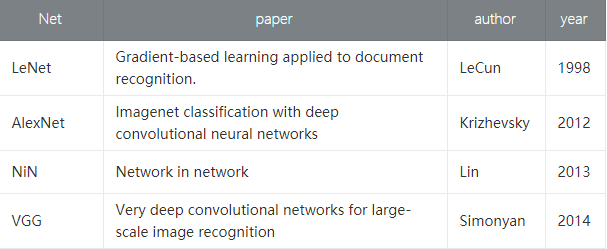 Net paper author year
LeNet Gradient-based learning applied to document recognition. LeCun 1998
AlexNet Imagenet classification with deep convolutional neural networks Krizhevsky 2012
NiN Network in network Lin 2013
VGG Very deep convolutional networks for large-scale image recognition Simonyan 2014